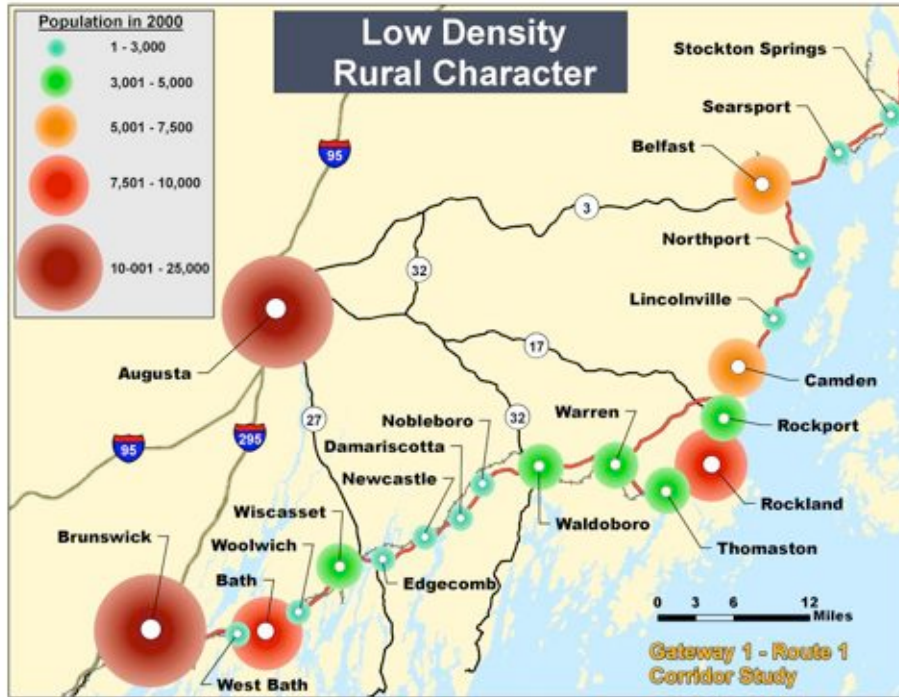 Population in 2000
1 - 3,000
3,001 - 5,000
5,001 - 7,500
7,501 - 10,000
10-001 - 25,000
Low Density
Rural Character
Stockton Springs
Searsport
Belfast
95
3
Northport
32
Lincolnville
17
Augusta
Camden
27
32
Warren
Nobleboro
Rockport
95
295
Damariscotta
Newcastle
Rockland
Wiscasset
Waldoboro
Brunswick
Woolwich
Thomaston
Bath
Edgecomb
0 3 6 12
Miles
West Bath
Gateway 1 - Route 1
Corridor Study